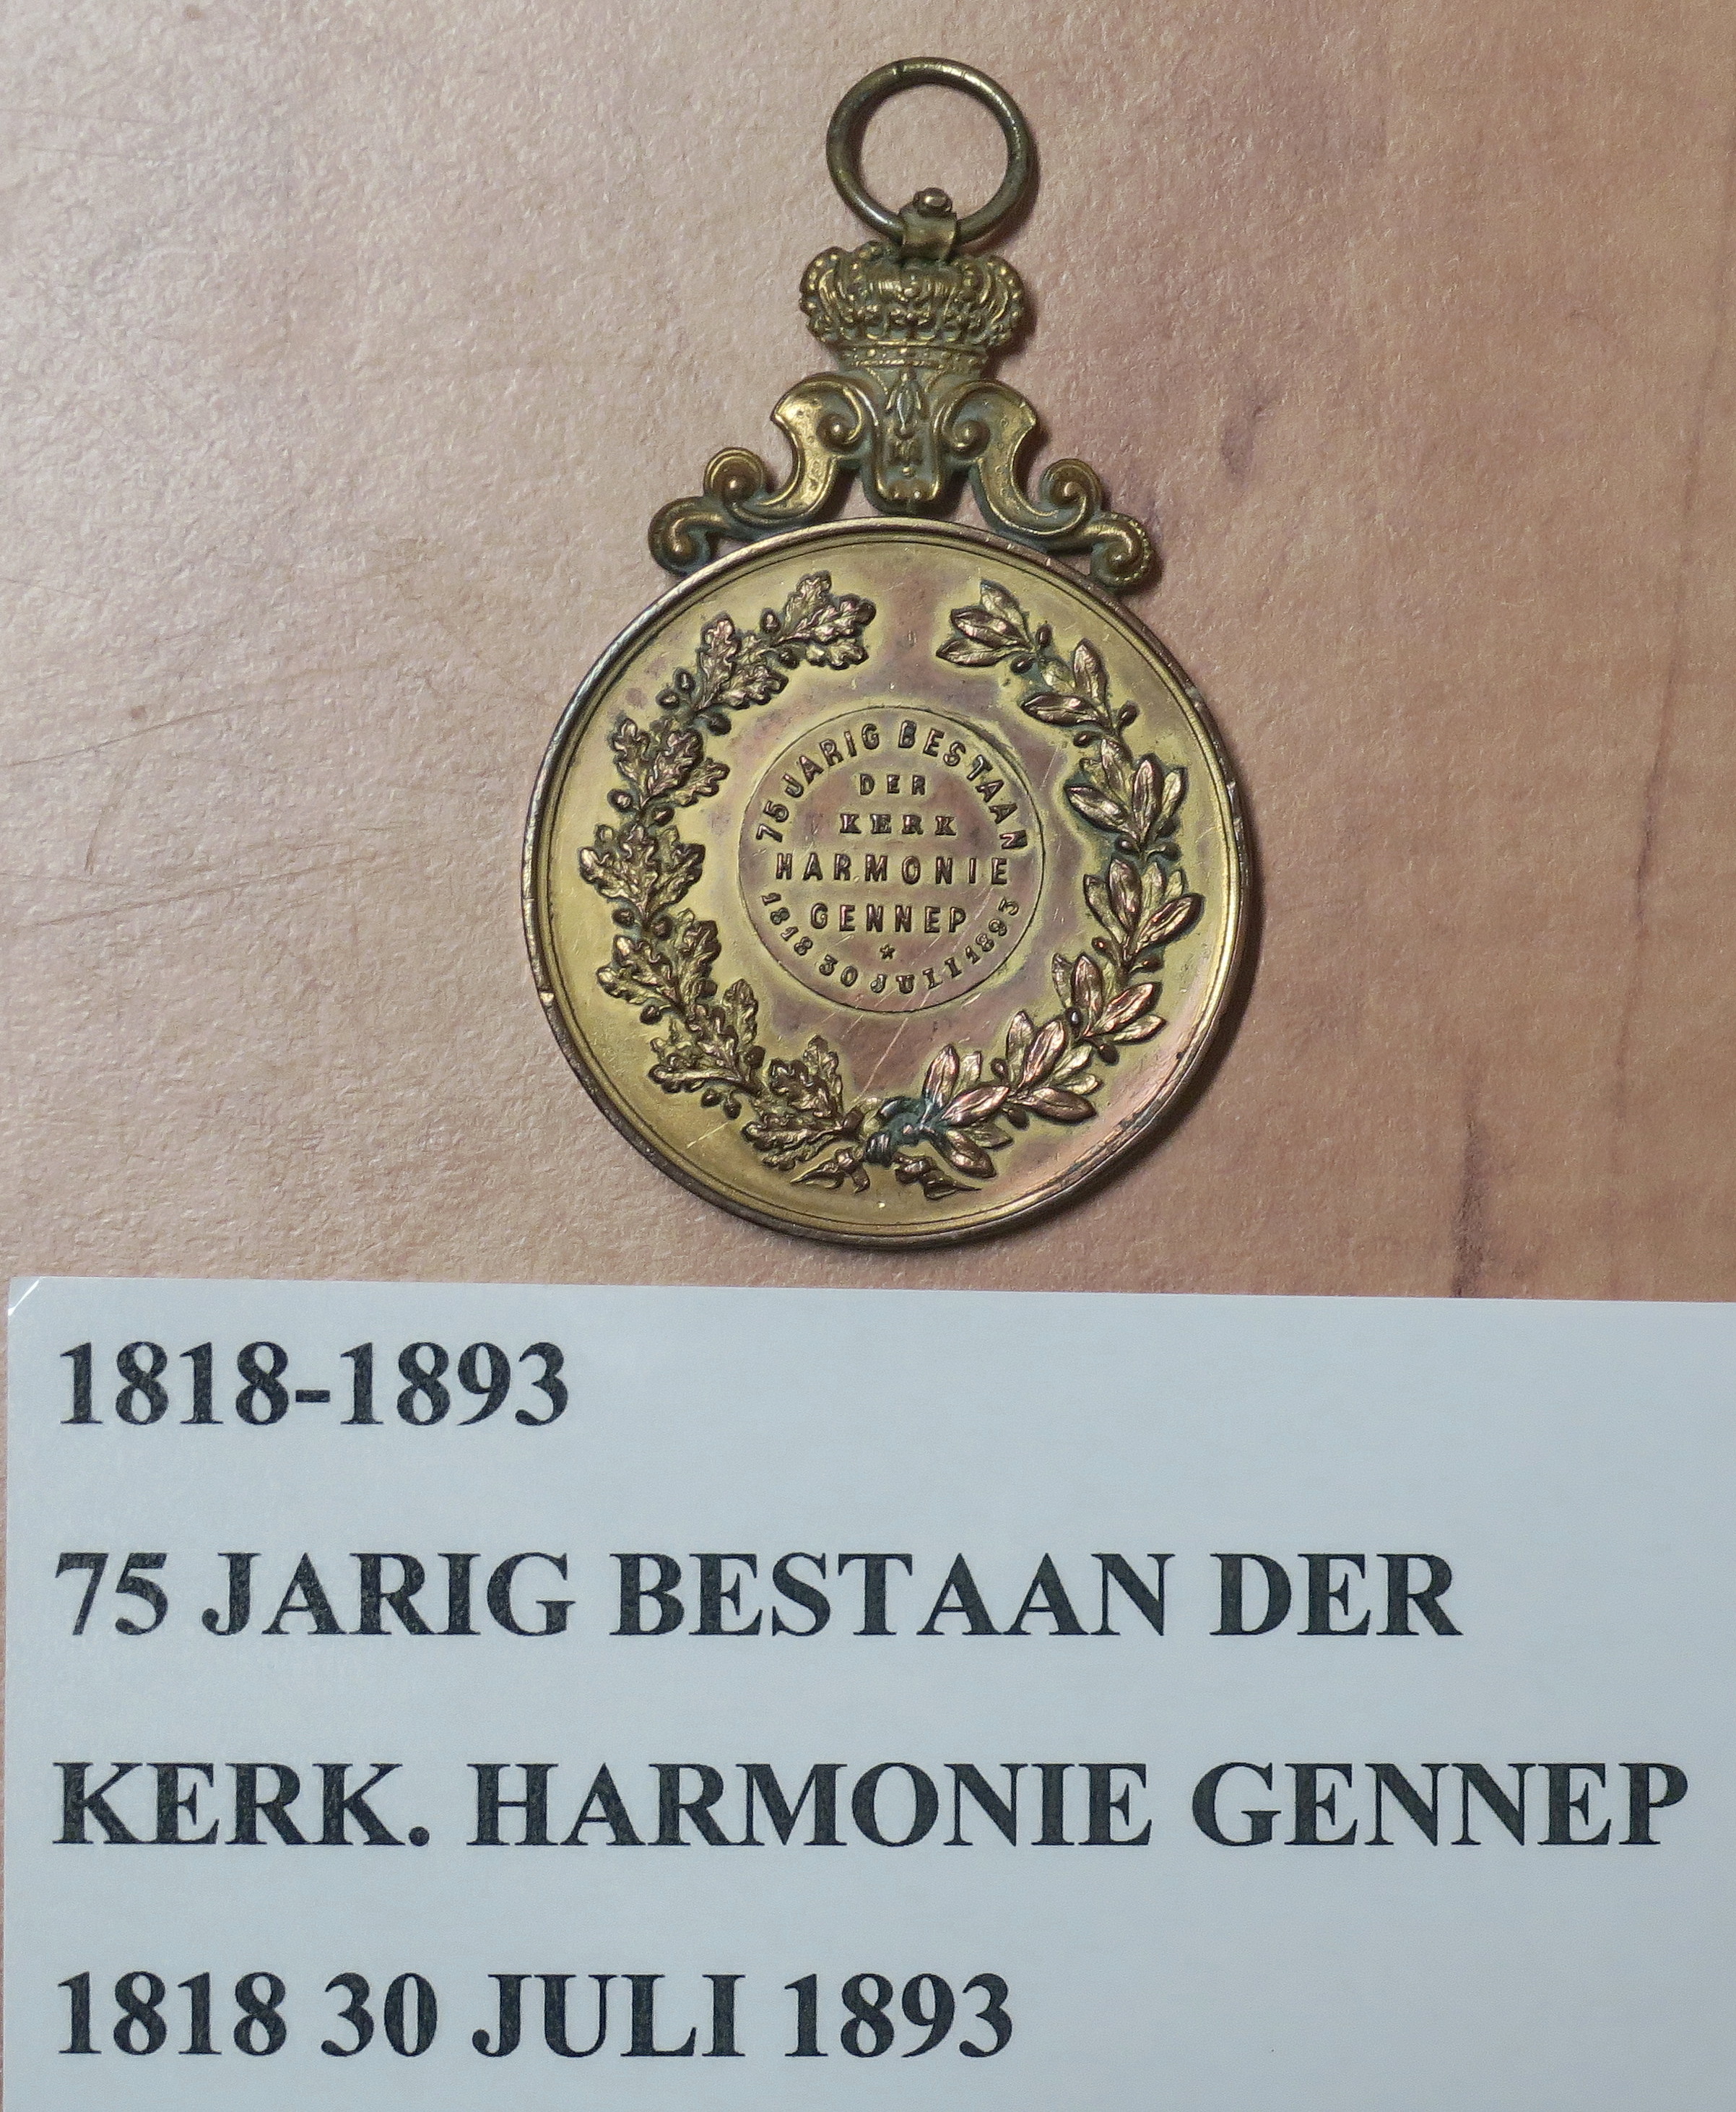 75 JARIG BESTAAN
DER
KERK
HARMONIE
GENNEP
1818 30 JULI 1893
1818-1893
75 JARIG BESTAAN DER
KERK. HARMONIE GENNEP
1818 30 JULI 1893